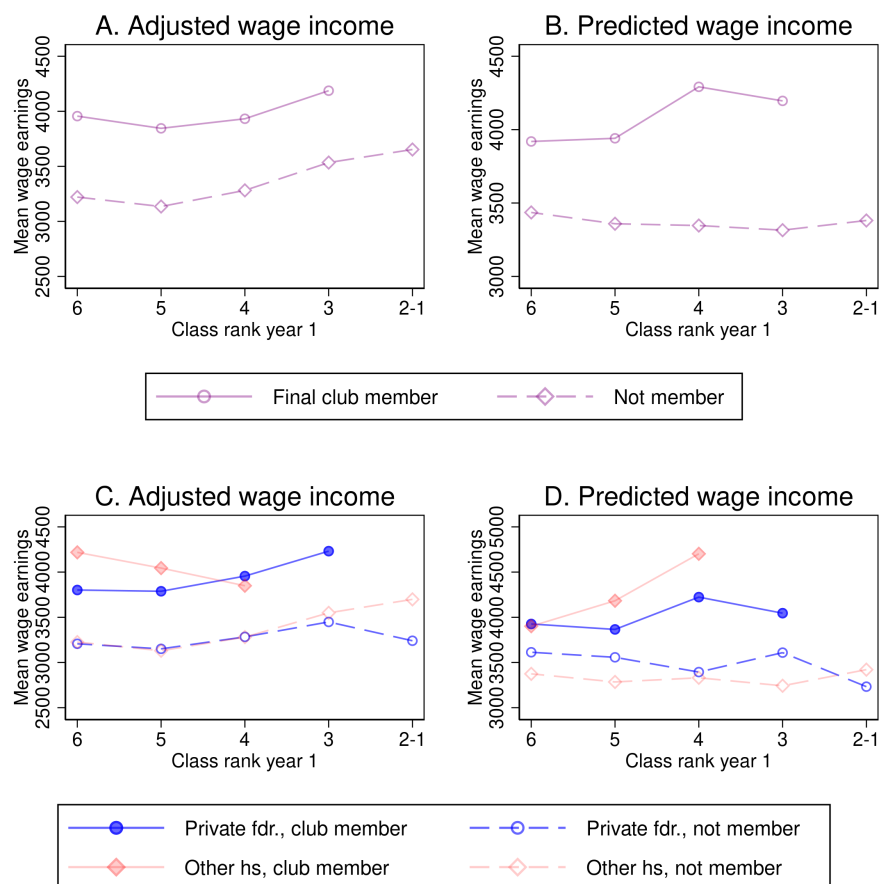 A. Adjusted wage income
Mean wage earnings
4500
4000
3500
3000
2500
6 5 4 3 2-1
Class rank year 1
B. Predicted wage income
Mean wage earnings
4500
4000
3500
3000
6 5 4 3 2-1
Class rank year 1
Final club member Not member
C. Adjusted wage income
Mean wage earnings
4500
4000
3500
3000
2500
6 5 4 3 2-1
Class rank year 1
D. Predicted wage income
Mean wage earnings
5000
4500
4000
3500
3000
6 5 4 3 2-1
Class rank year 1
Private fdr., club member Private fdr., not member
Other hs, club member Other hs, not member